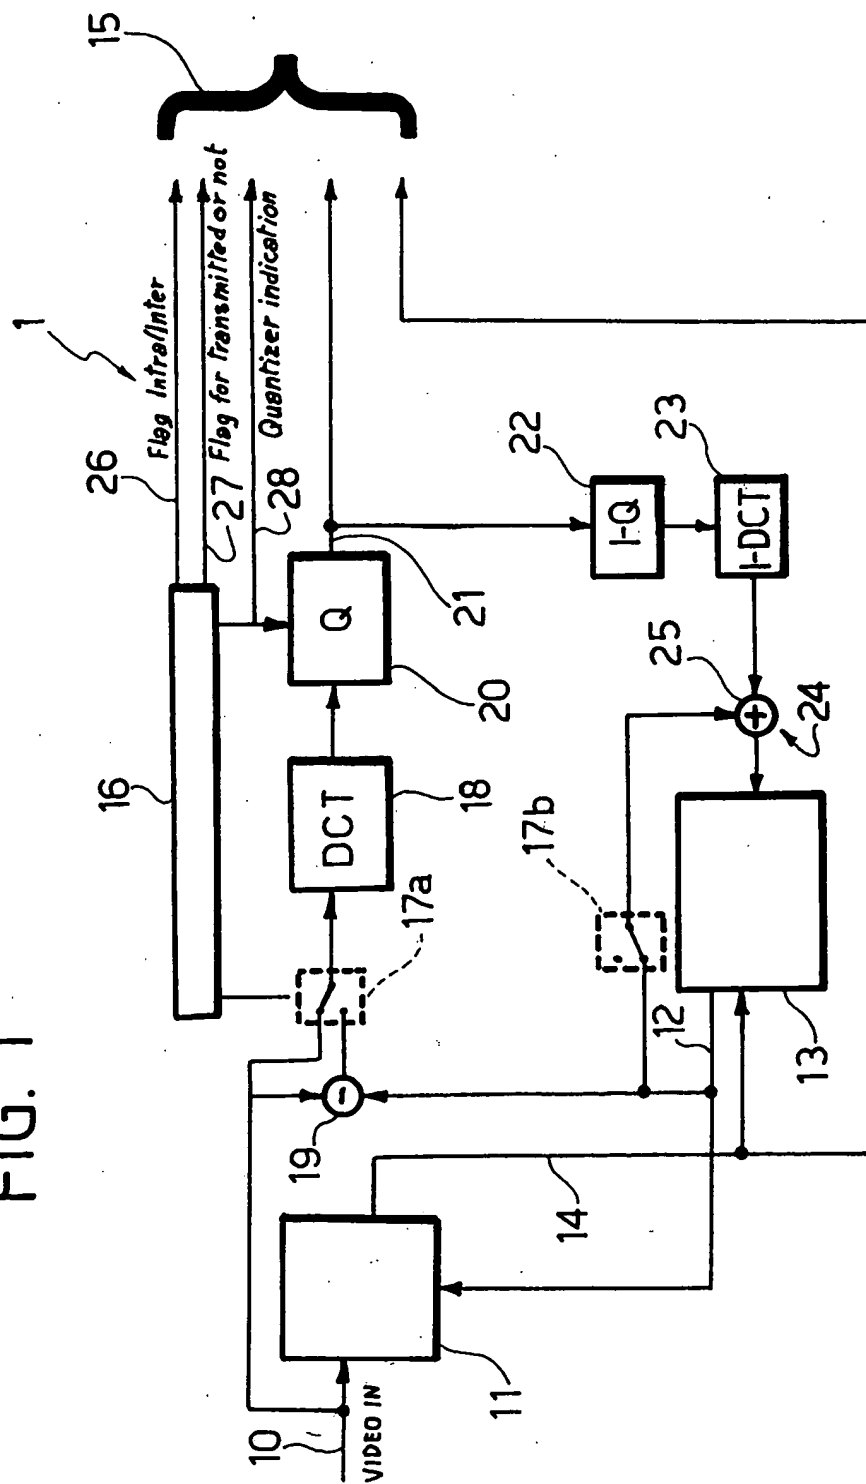 FIG. 1
1
15
26
Flag Intra/Inter
27
Flag for transmitted or not
28
Quantizer indication
16
Q
20
21
DCT
18
17a
22
I-Q
23
I-DCT
25
+
24
17b
12
13
-
19
14
11
10
VIDEO IN